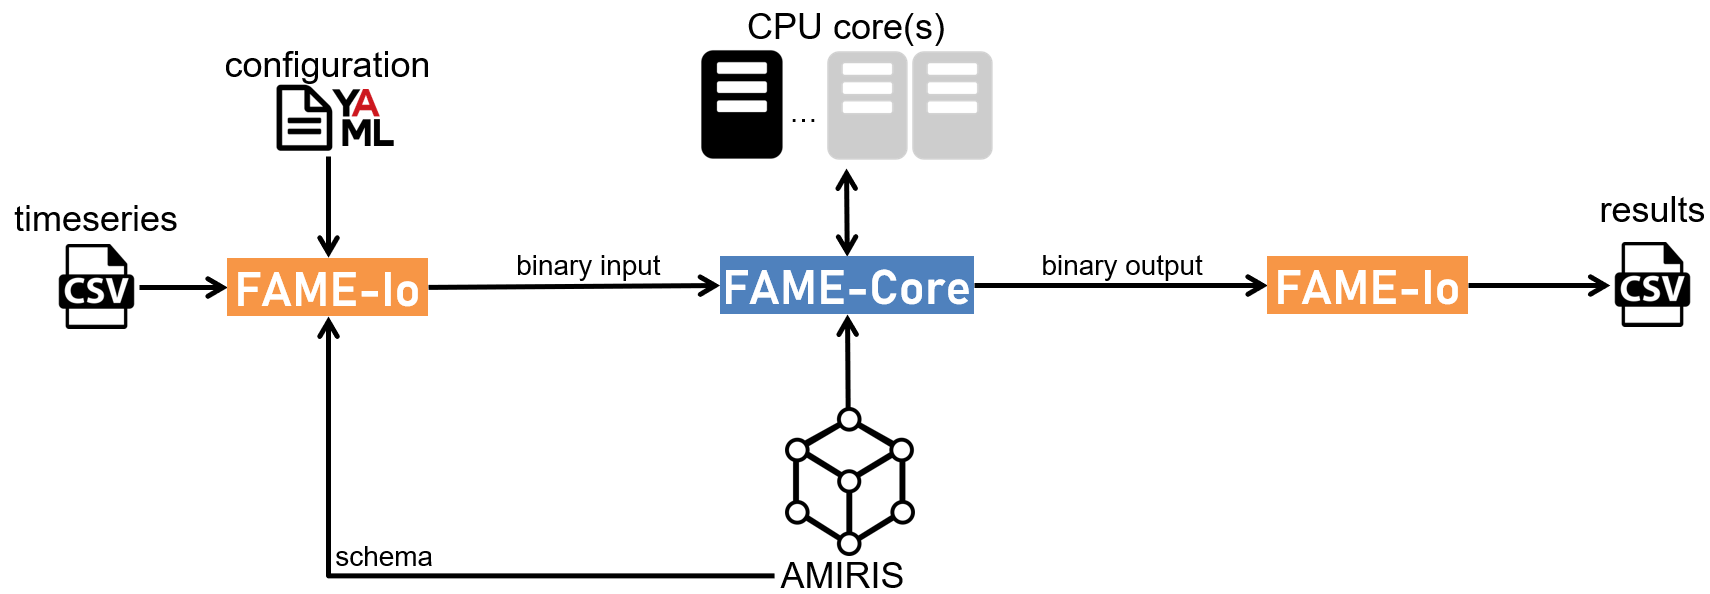 CPU core(s)
configuration
YA
ML
...
timeseries
results
CSV
FAME-Io
binary input
FAME-Core
binary output
FAME-Io
CSV
schema
AMIRIS